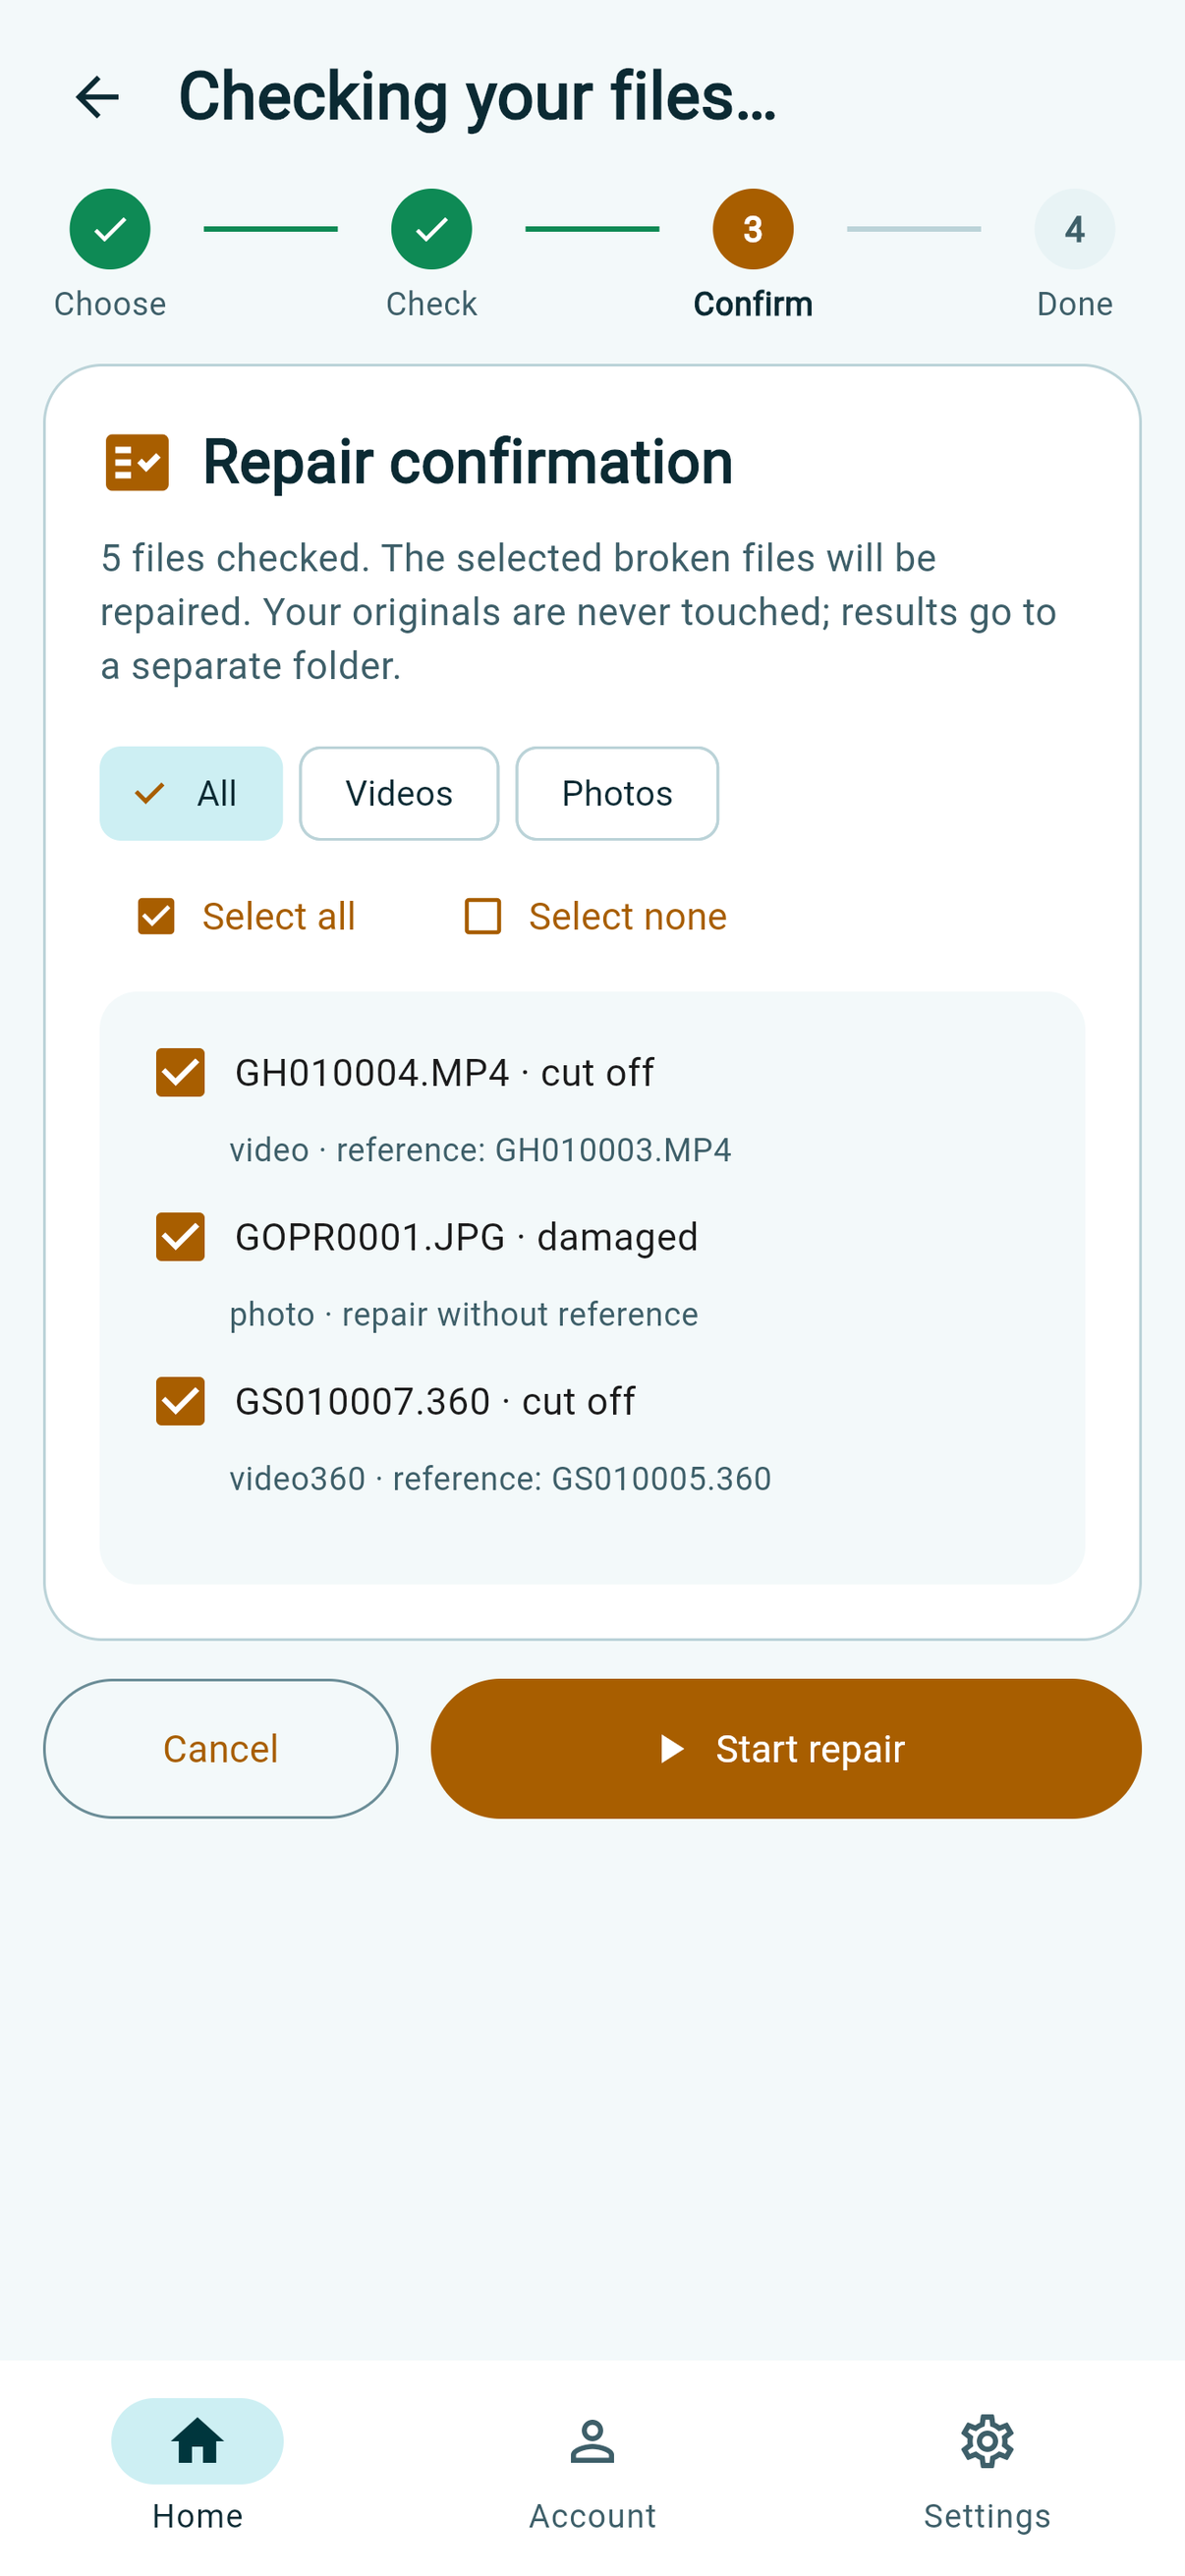 Checking your files…
3
4
Choose
Check
Confirm
Done
Repair confirmation
5 files checked. The selected broken files will be
repaired. Your originals are never touched; results go to
a separate folder.
All
Videos
Photos
Select all
Select none
GH010004.MP4 · cut off
video · reference: GH010003.MP4
GOPR0001.JPG · damaged
photo · repair without reference
GS010007.360 · cut off
video360 · reference: GS010005.360
Cancel
Start repair
Home
Account
Settings